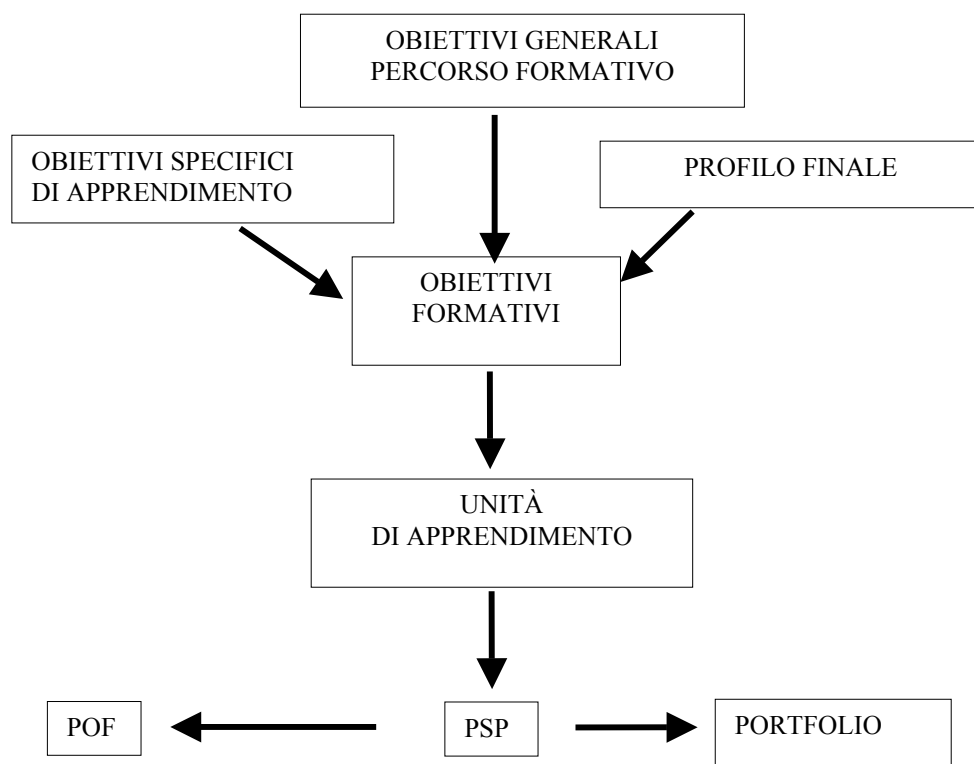 OBIETTIVI GENERALI
PERCORSO FORMATIVO
OBIETTIVI SPECIFICI
DI APPRENDIMENTO
PROFILO FINALE
OBIETTIVI
FORMATIVI
UNITÀ
DI APPRENDIMENTO
POF
PSP
PORTFOLIO